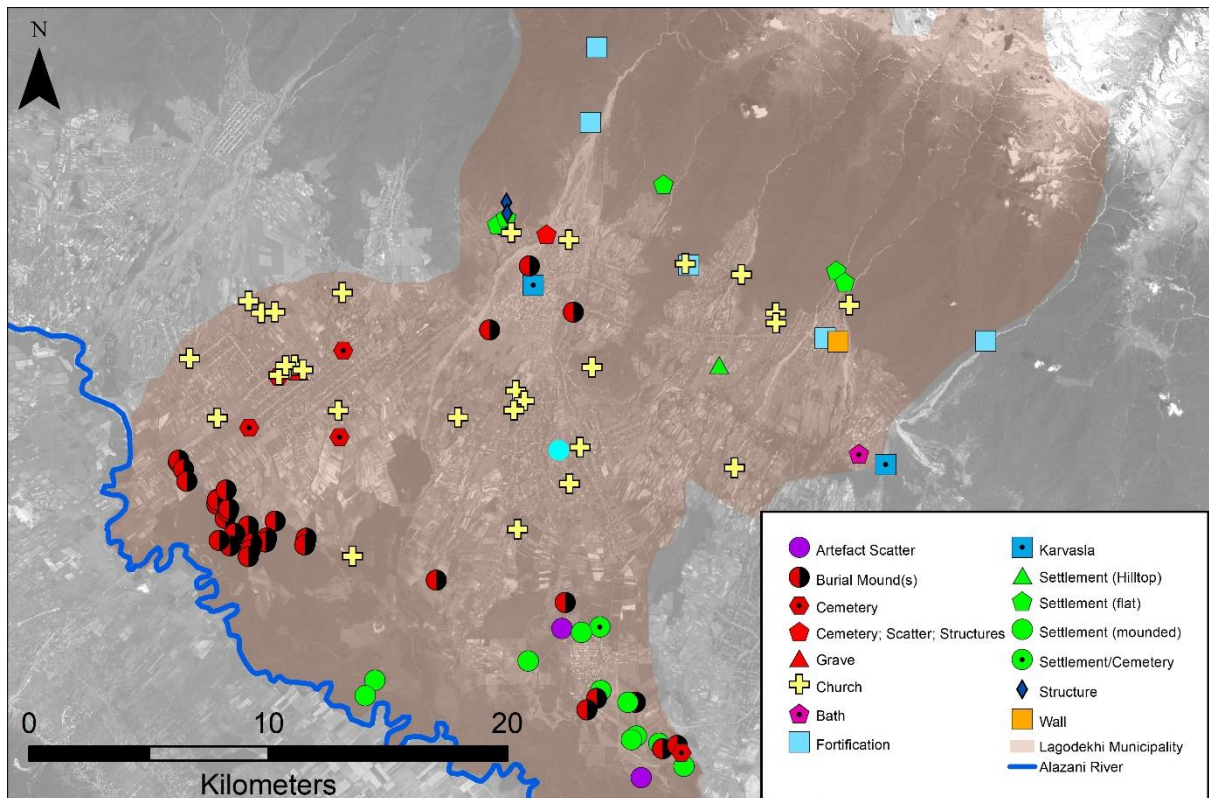 N
Artefact Scatter
Burial Mound(s)
Cemetery
Cemetery; Scatter; Structures
Grave
Church
Bath
Fortification
Karvasla
Settlement (Hilltop)
Settlement (flat)
Settlement (mounded)
Settlement/Cemetery
Structure
Wall
Lagodekhi Municipality
Alazani River
0 10 20
Kilometers